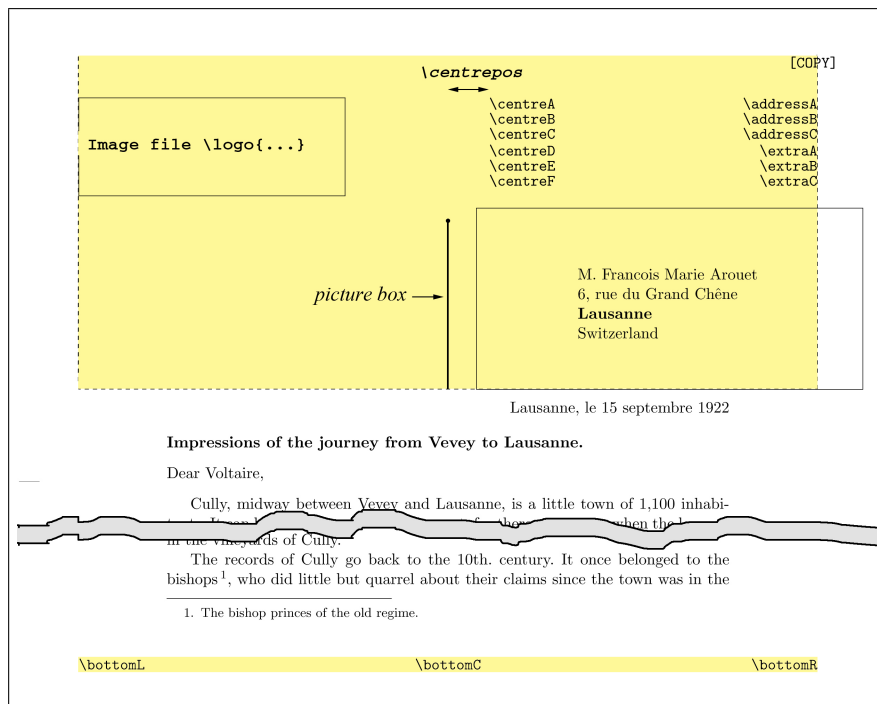 [COPY]
\centrepos
\centreA \addressA
\centreB \addressB
\centreC \addressC
Image file \logo{...}
\centreD \extraA
\centreE \extraB
\centreF \extraC
M. Francois Marie Arouet
6, rue du Grand Chêne
picture box
Lausanne
Switzerland
Lausanne, le 15 septembre 1922
Impressions of the journey from Vevey to Lausanne.
Dear Voltaire,
Cully, midway between Vevey and Lausanne, is a little town of 1,100 inhabi-
when the
in the vineyards of Cully.
The records of Cully go back to the 10th. century. It once belonged to the
bishops 1, who did little but quarrel about their claims since the town was in the
1. The bishop princes of the old regime.
\bottomL \bottomC \bottomR